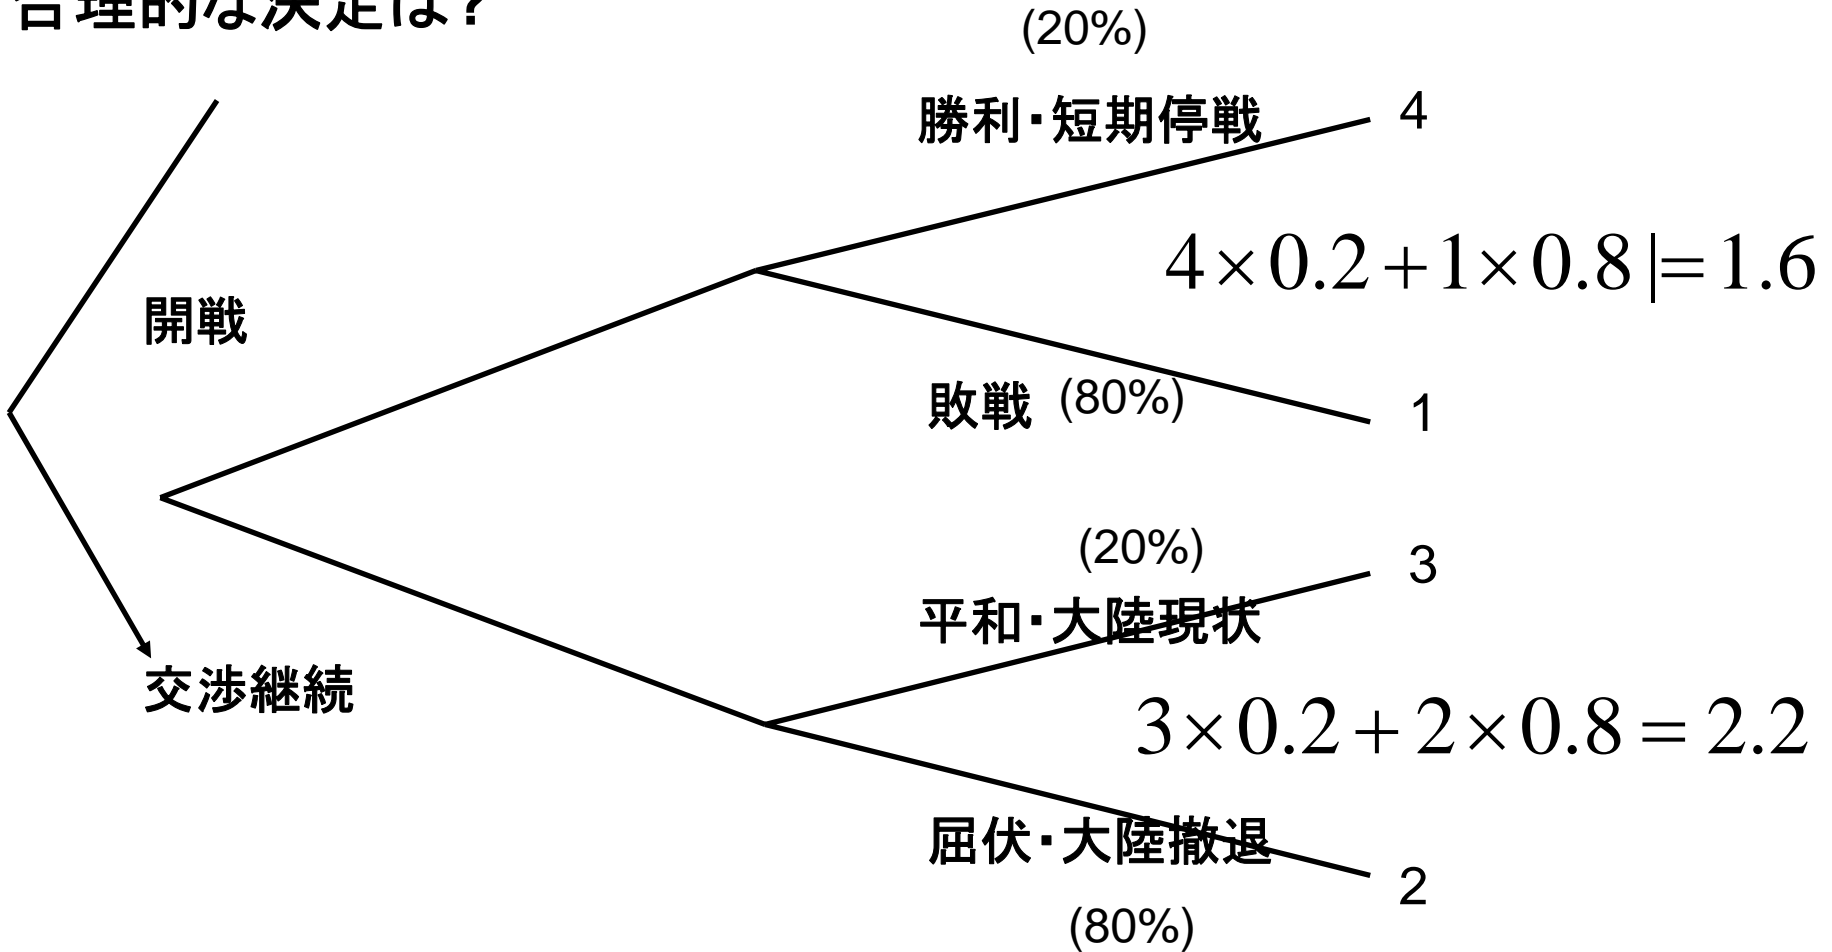 合理的な決定は?
(20%)
勝利・短期停戦
4
4×0.2+1×0.8|=1.6
開戦
敗戦 (80%)
1
(20%)
3
平和・大陸現状
交渉継続
3×0.2+2×0.8=2.2
屈伏・大陸撤退
2
(80%)